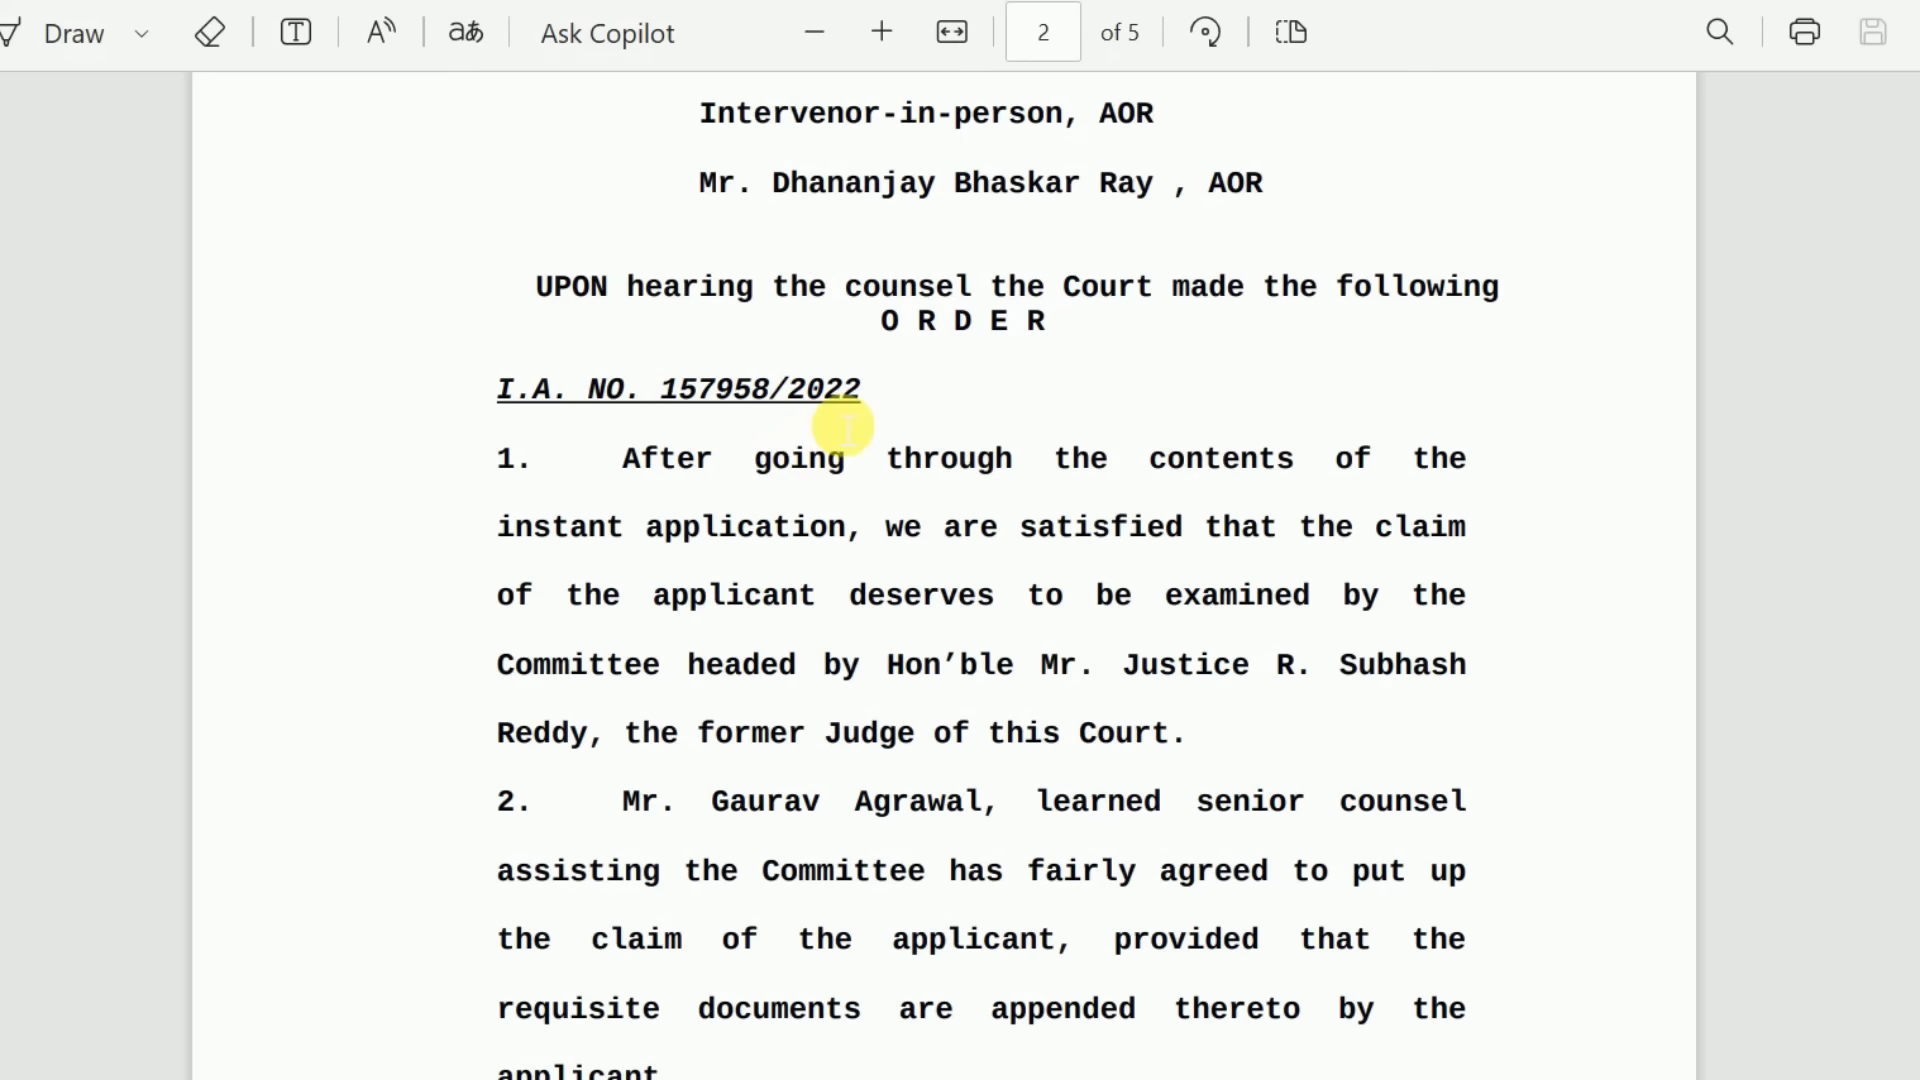 Draw
T
A
aあ
Ask Copilot
2
of 5
Intervenor-in-person, AOR
Mr. Dhananjay Bhaskar Ray , AOR
UPON hearing the counsel the Court made the following
O R D E R
I.A. NO. 157958/2022
1. After going through the contents of the
instant application, we are satisfied that the claim
of the applicant deserves to be examined by the
Committee headed by Hon’ble Mr. Justice R. Subhash
Reddy, the former Judge of this Court.
2. Mr. Gaurav Agrawal, learned senior counsel
assisting the Committee has fairly agreed to put up
the claim of the applicant, provided that the
requisite documents are appended thereto by the
applicant